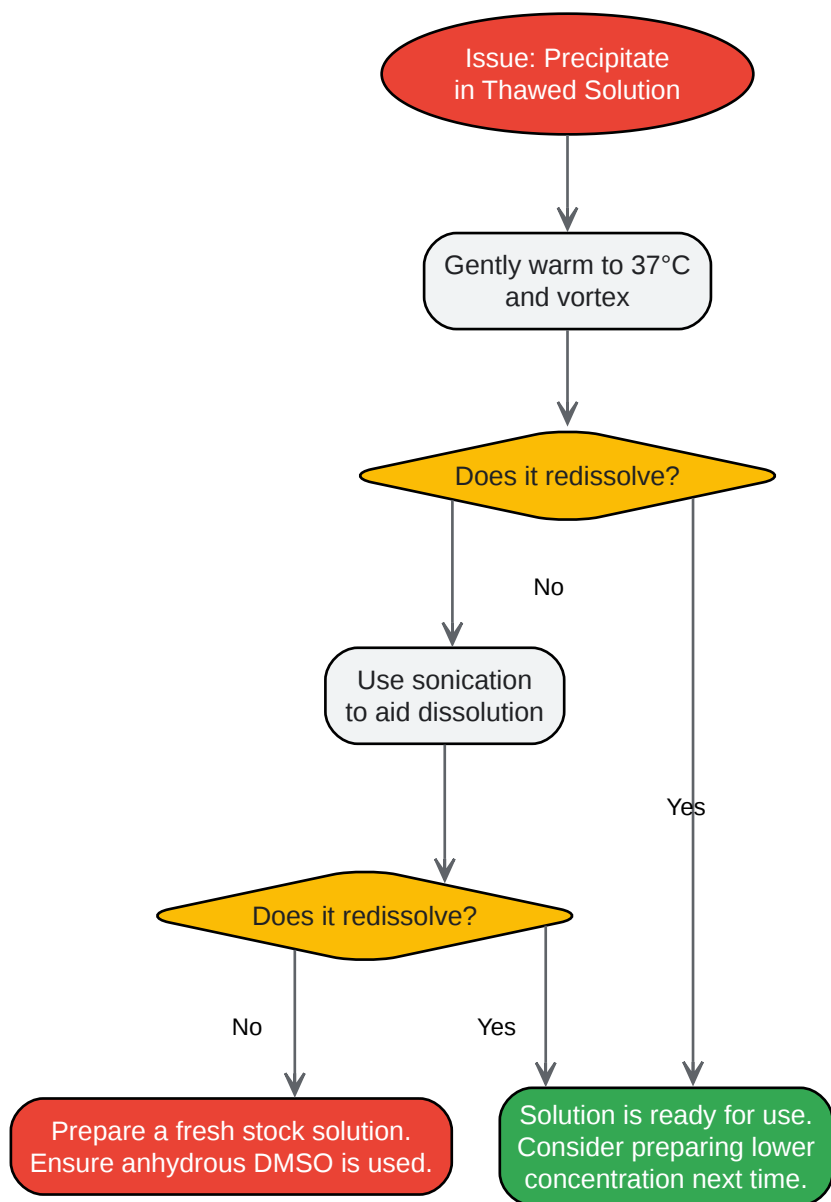 Issue: Precipitate
in Thawed Solution
Gently warm to 37°C
and vortex
Does it redissolve?
No
Use sonication
to aid dissolution
Yes
Does it redissolve?
No
Yes
Prepare a fresh stock solution.
Ensure anhydrous DMSO is used.
Solution is ready for use.
Consider preparing lower
concentration next time.